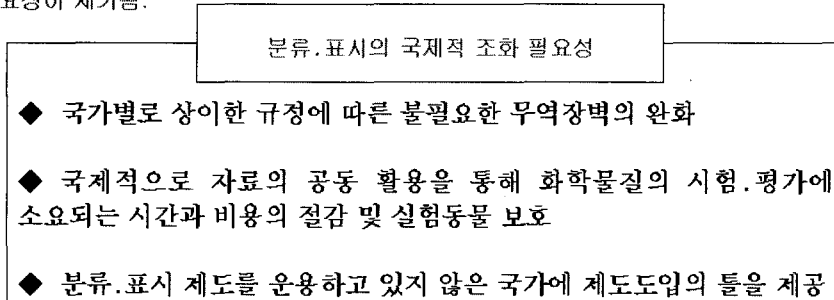 분류.표시의 국제적 조화 필요성
◆ 국가별로 상이한 규정에 따른 불필요한 무역장벽의 완화
◆ 국제적으로 자료의 공동 활용을 통해 화학물질의 시험.평가에
소요되는 시간과 비용의 절감 및 실험동물 보호
◆ 분류.표시 제도를 운용하고 있지 않은 국가에 제도도입의 틀을 제공